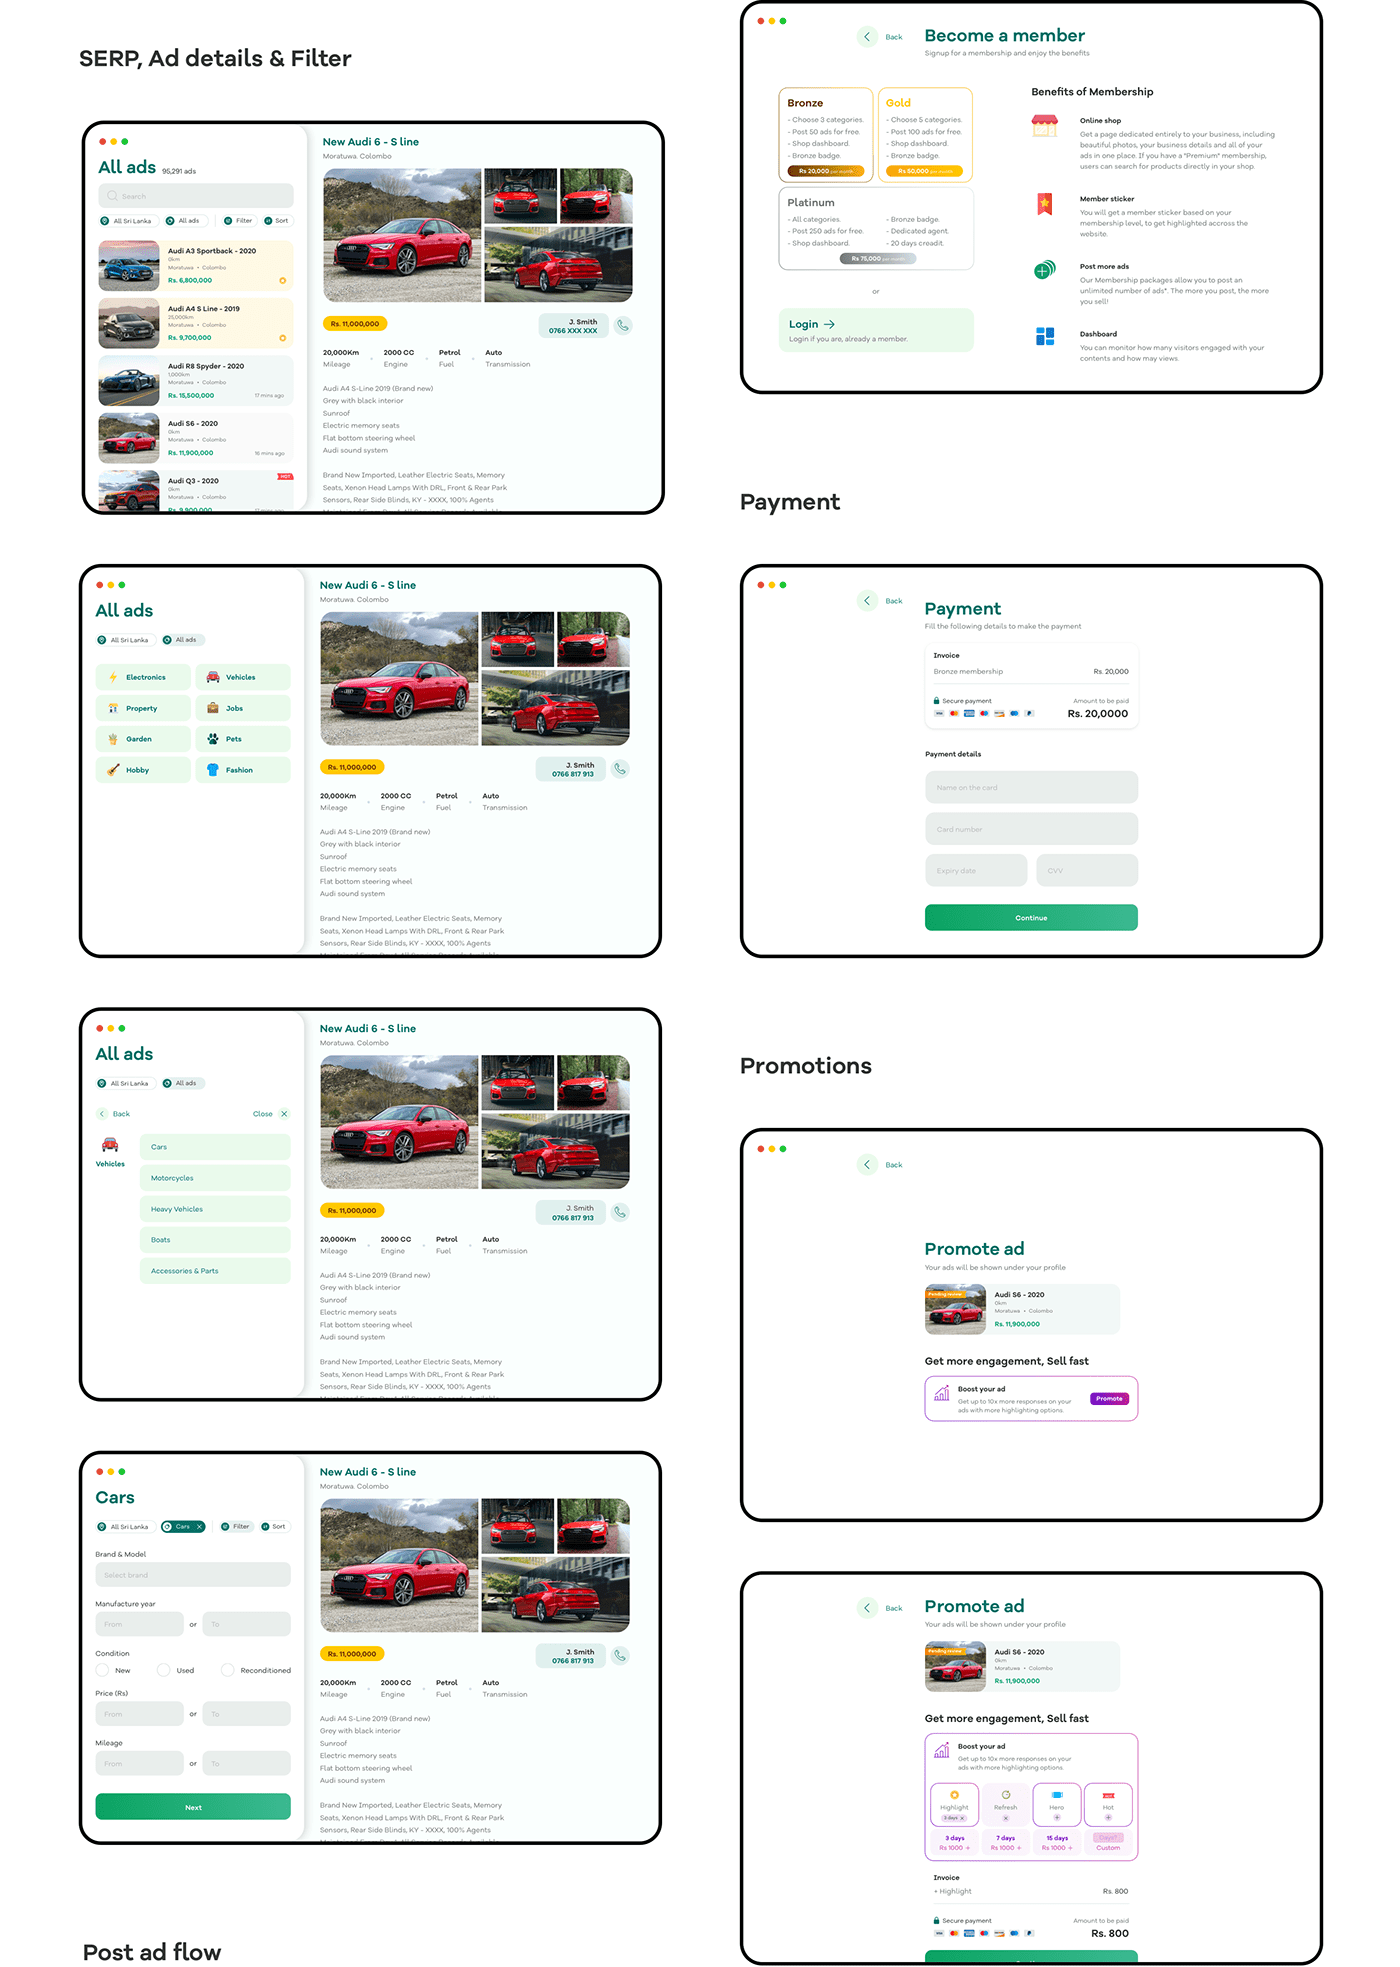 SERP, Ad details & Filter
All ads 95,291 ads
Search
All Sri Lanka All ads Filter Sort
Audi A3 Sportback - 2020
0km
Moratuwa • Colombo
Rs. 6,800,000
Audi A4 S Line - 2019
25,000km
Moratuwa • Colombo
Rs. 9,700,000
Audi R8 Spyder - 2020
1,000km
Moratuwa • Colombo
Rs. 15,500,000 17 mins ago
Audi S6 - 2020
0km
Moratuwa • Colombo
Rs. 11,900,000 16 mins ago
Audi Q3 - 2020 HOT
0km
Moratuwa • Colombo
New Audi 6 - S line
Moratuwa. Colombo
Rs. 11,000,000
J. Smith
0766 XXX XXX
20,000Km 2000 CC Petrol Auto
Mileage Engine Fuel Transmission
Audi A4 S-Line 2019 (Brand new)
Grey with black interior
Sunroof
Electric memory seats
Flat bottom steering wheel
Audi sound system
Brand New Imported, Leather Electric Seats, Memory
Seats, Xenon Head Lamps With DRL, Front & Rear Park
Sensors, Rear Side Blinds, KY - XXXX, 100% Agents
All ads
All Sri Lanka All ads
Electronics Vehicles
Property Jobs
Garden Pets
Hobby Fashion
New Audi 6 - S line
Moratuwa. Colombo
Rs. 11,000,000
J. Smith
0766 817 913
20,000Km 2000 CC Petrol Auto
Mileage Engine Fuel Transmission
Audi A4 S-Line 2019 (Brand new)
Grey with black interior
Sunroof
Electric memory seats
Flat bottom steering wheel
Audi sound system
Brand New Imported, Leather Electric Seats, Memory
Seats, Xenon Head Lamps With DRL, Front & Rear Park
Sensors, Rear Side Blinds, KY - XXXX, 100% Agents
All ads
All Sri Lanka All ads
Back Close
Vehicles
Cars
Motorcycles
Heavy Vehicles
Boats
Accessories & Parts
New Audi 6 - S line
Moratuwa. Colombo
Rs. 11,000,000
J. Smith
0766 817 913
20,000Km 2000 CC Petrol Auto
Mileage Engine Fuel Transmission
Audi A4 S-Line 2019 (Brand new)
Grey with black interior
Sunroof
Electric memory seats
Flat bottom steering wheel
Audi sound system
Brand New Imported, Leather Electric Seats, Memory
Seats, Xenon Head Lamps With DRL, Front & Rear Park
Sensors, Rear Side Blinds, KY - XXXX, 100% Agents
Cars
All Sri Lanka Cars Filter Sort
Brand & Model
Select brand
Manufacture year
From or To
Condition
New Used Reconditioned
Price (Rs)
From or To
Mileage
From or To
Next
New Audi 6 - S line
Moratuwa. Colombo
Rs. 11,000,000
J. Smith
0766 817 913
20,000Km 2000 CC Petrol Auto
Mileage Engine Fuel Transmission
Audi A4 S-Line 2019 (Brand new)
Grey with black interior
Sunroof
Electric memory seats
Flat bottom steering wheel
Audi sound system
Brand New Imported, Leather Electric Seats, Memory
Seats, Xenon Head Lamps With DRL, Front & Rear Park
Sensors, Rear Side Blinds, KY - XXXX, 100% Agents
Post ad flow
Back
Become a member
Signup for a membership and enjoy the benefits
Bronze
- Choose 3 categories.
- Post 50 ads for free.
- Shop dashboard.
- Bronze badge.
Rs 20,000 per month
Gold
- Choose 5 categories.
- Post 100 ads for free.
- Shop dashboard.
- Bronze badge.
Rs 50,000 per month
Platinum
- All categories. - Bronze badge.
- Post 250 ads for free. - Dedicated agent.
- Shop dashboard. - 20 days creadit.
Rs 75,000 per month
or
Login
Login if you are, already a member.
Benefits of Membership
Online shop
Get a page dedicated entirely to your business, including
beautiful photos, your business details and all of your
ads in one place. If you have a "Premium" membership,
users can search for products directly in your shop.
Member sticker
You will get a member sticker based on your
membership level, to get highlighted accross the
website.
Post more ads
Our Membership packages allow you to post an
unlimited number of ads*. The more you post, the more
you sell!
Dashboard
You can monitor how many visitors engaged with your
contents and how may views.
Payment
Back
Payment
Fill the following details to make the payment
Invoice
Bronze membership Rs. 20,000
Secure payment Amount to be paid
Rs. 20,0000
Payment details
Name on the card
Card number
Expiry date CVV
Continue
Promotions
Back
Promote ad
Your ads will be shown under your profile
Pending review
Audi S6 - 2020
0km
Moratuwa • Colombo
Rs. 11,900,000
Get more engagement, Sell fast
Boost your ad
Get up to 10x more responses on your
ads with more highlighting options.
Promote
Back
Promote ad
Your ads will be shown under your profile
Pending review
Audi S6 - 2020
0km
Moratuwa • Colombo
Rs. 11,900,000
Get more engagement, Sell fast
Boost your ad
Get up to 10x more responses on your
ads with more highlighting options.
Highlight Refresh Hero Hot
3 days
3 days 7 days 15 days Days?
Rs 1000 + Rs 1000 + Rs 1000 + Custom
Invoice
+ Highlight Rs. 800
Secure payment Amount to be paid
Rs. 800